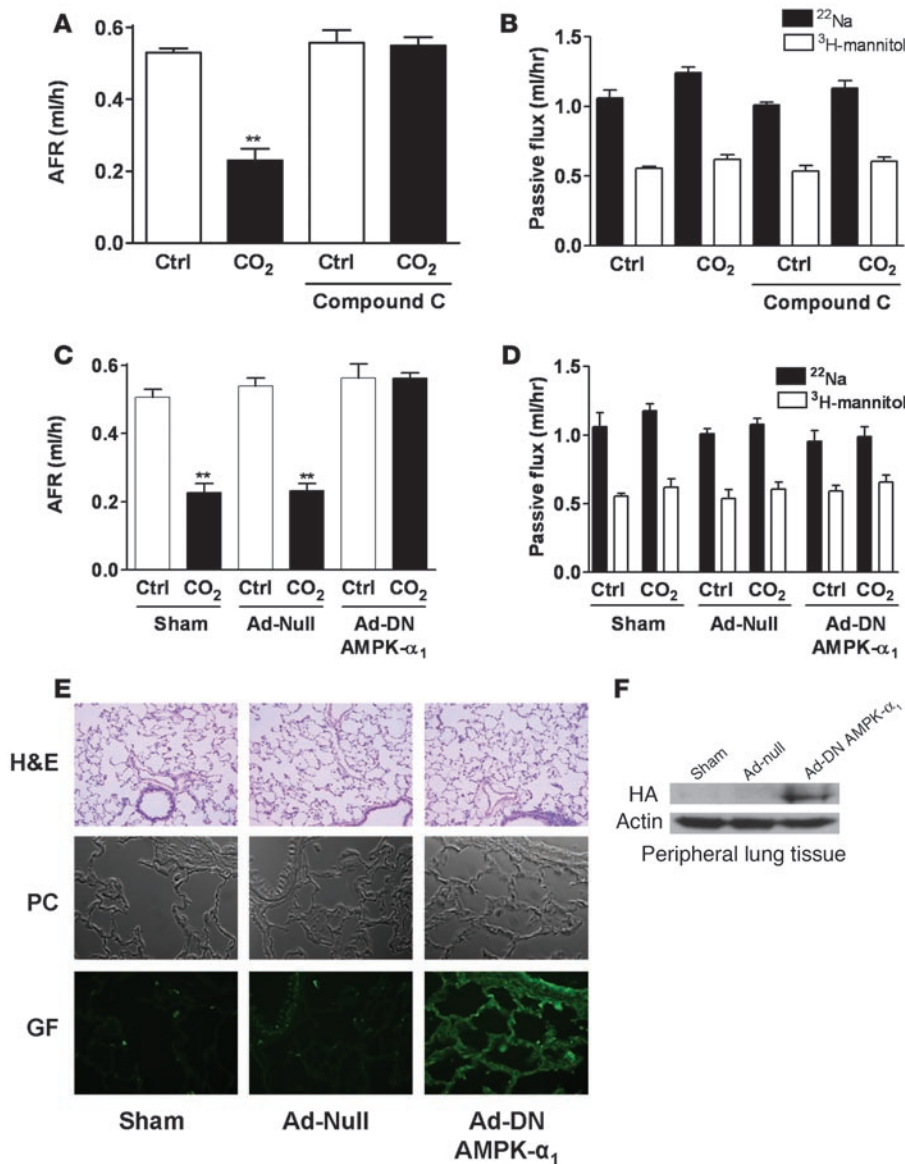 A
AFR (ml/h)
0.6
0.4
0.2
0.0
**
Ctrl
CO₂
Ctrl
CO₂
Compound C
B
²²Na
³H-mannitol
Passive flux (ml/hr)
1.5
1.0
0.5
0.0
Ctrl
CO₂
Ctrl
CO₂
Compound C
C
AFR (ml/h)
0.6
0.4
0.2
0.0
**
**
Ctrl
CO₂
Ctrl
CO₂
Ctrl
CO₂
Sham
Ad-Null
Ad-DN
AMPK-α₁
D
²²Na
³H-mannitol
Passive flux (ml/hr)
1.5
1.0
0.5
0.0
Ctrl
CO₂
Ctrl
CO₂
Ctrl
CO₂
Sham
Ad-Null
Ad-DN
AMPK-α₁
E
H&E
PC
GF
Sham
Ad-Null
Ad-DN
AMPK-α₁
F
Sham
Ad-null
Ad-DN AMPK-α₁
HA
Actin
Peripheral lung tissue